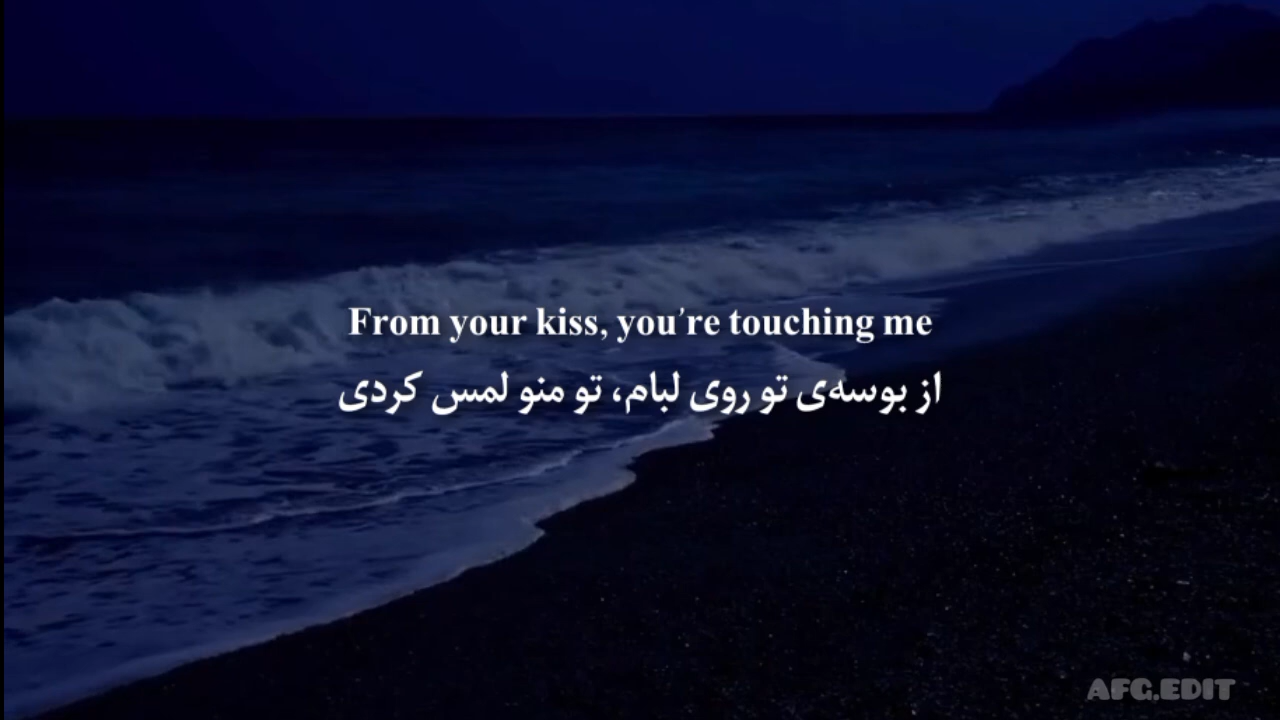 From your kiss, you're touching me
از بوسه‌ی تو روی لبام، تو منو لمس کردی
AFG.EDIT